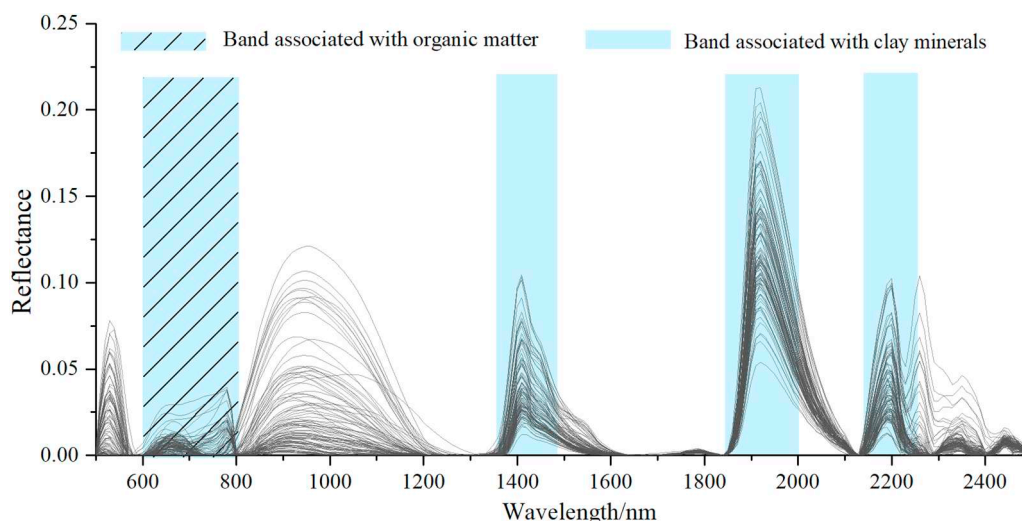 0.25
Band associated with organic matter
Band associated with clay minerals
0.20
0.15
0.10
0.05
0.00
Reflectance
600 800 1000 1200 1400 1600 1800 2000 2200 2400
Wavelength/nm